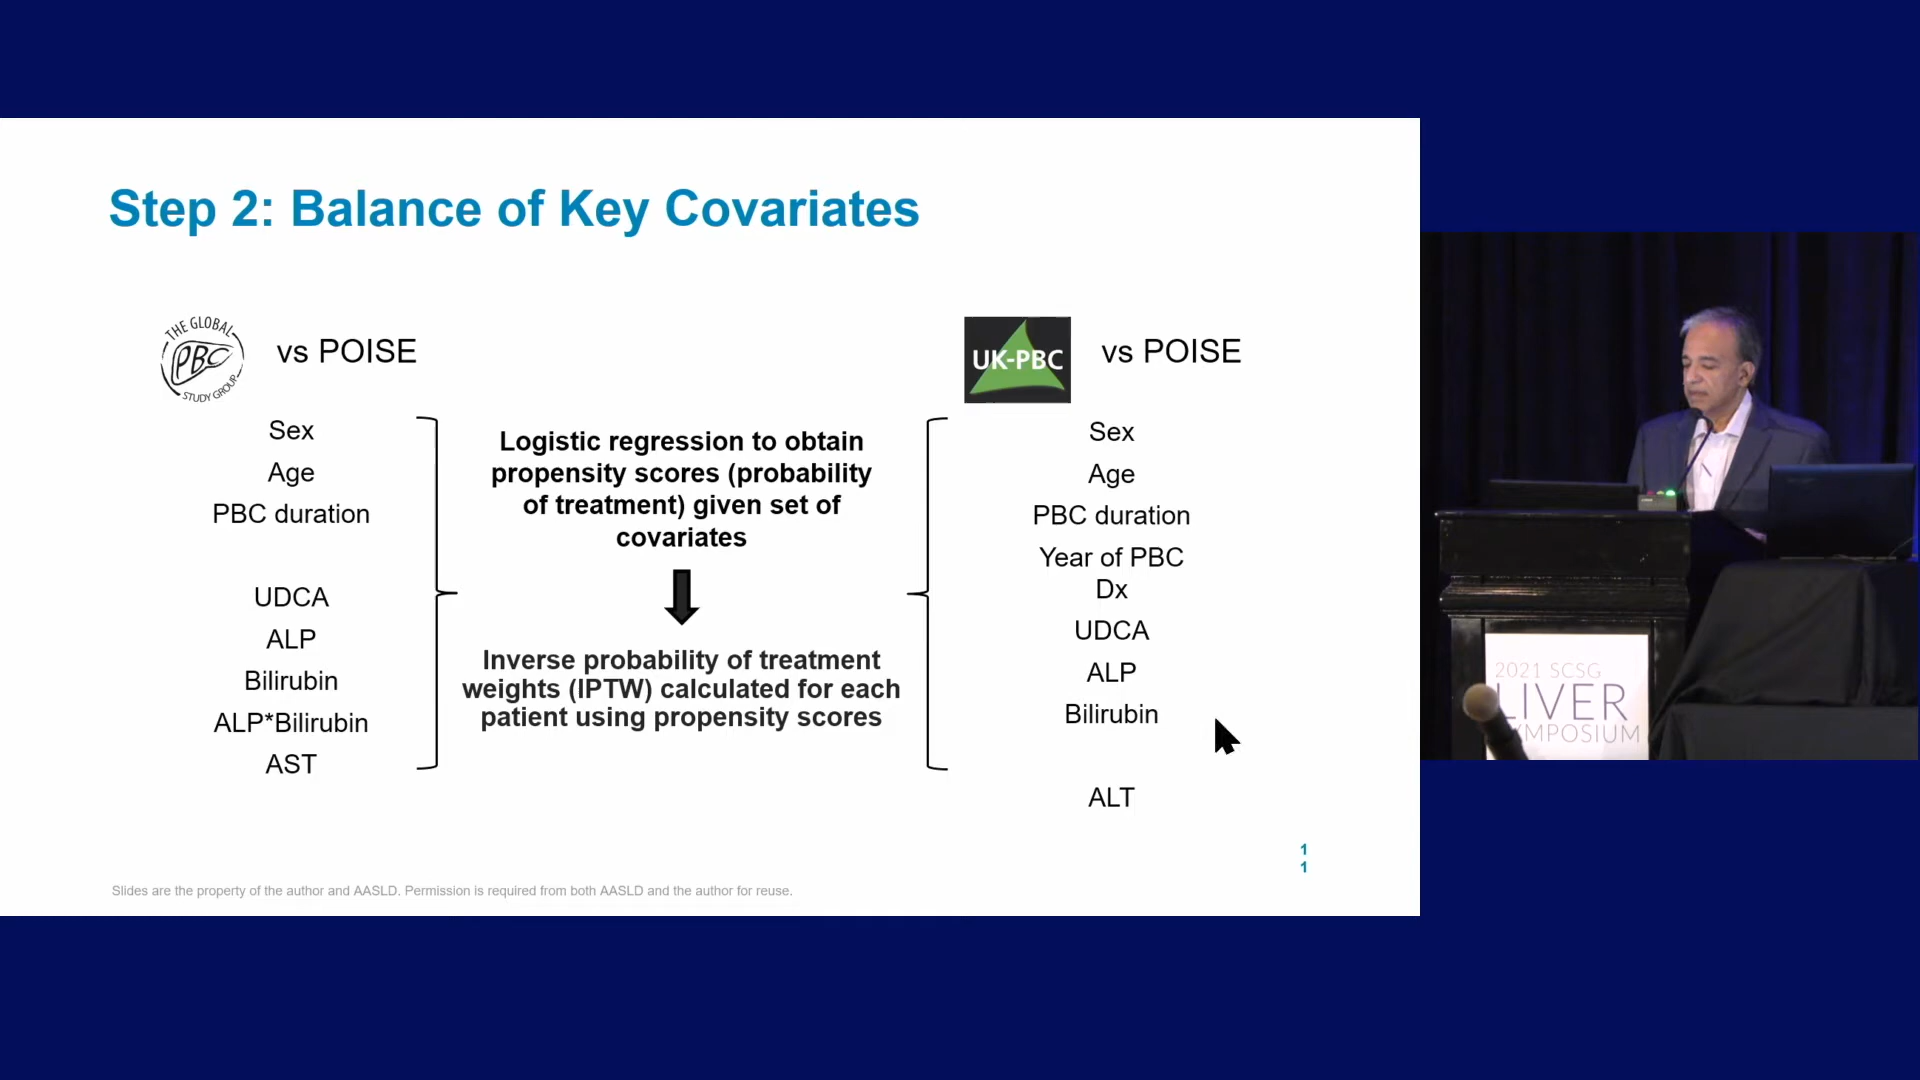 Step 2: Balance of Key Covariates
THE GLOBAL
PBC
STUDY GROUP
vs POISE
Sex
Age
PBC duration
UDCA
ALP
Bilirubin
ALP*Bilirubin
AST
Logistic regression to obtain
propensity scores (probability
of treatment) given set of
covariates
Inverse probability of treatment
weights (IPTW) calculated for each
patient using propensity scores
UK-PBC
vs POISE
Sex
Age
PBC duration
Year of PBC
Dx
UDCA
ALP
Bilirubin
ALT
1
1
Slides are the property of the author and AASLD. Permission is required from both AASLD and the author for reuse.
2021 SCSG
LIVER
YMPOSIUM